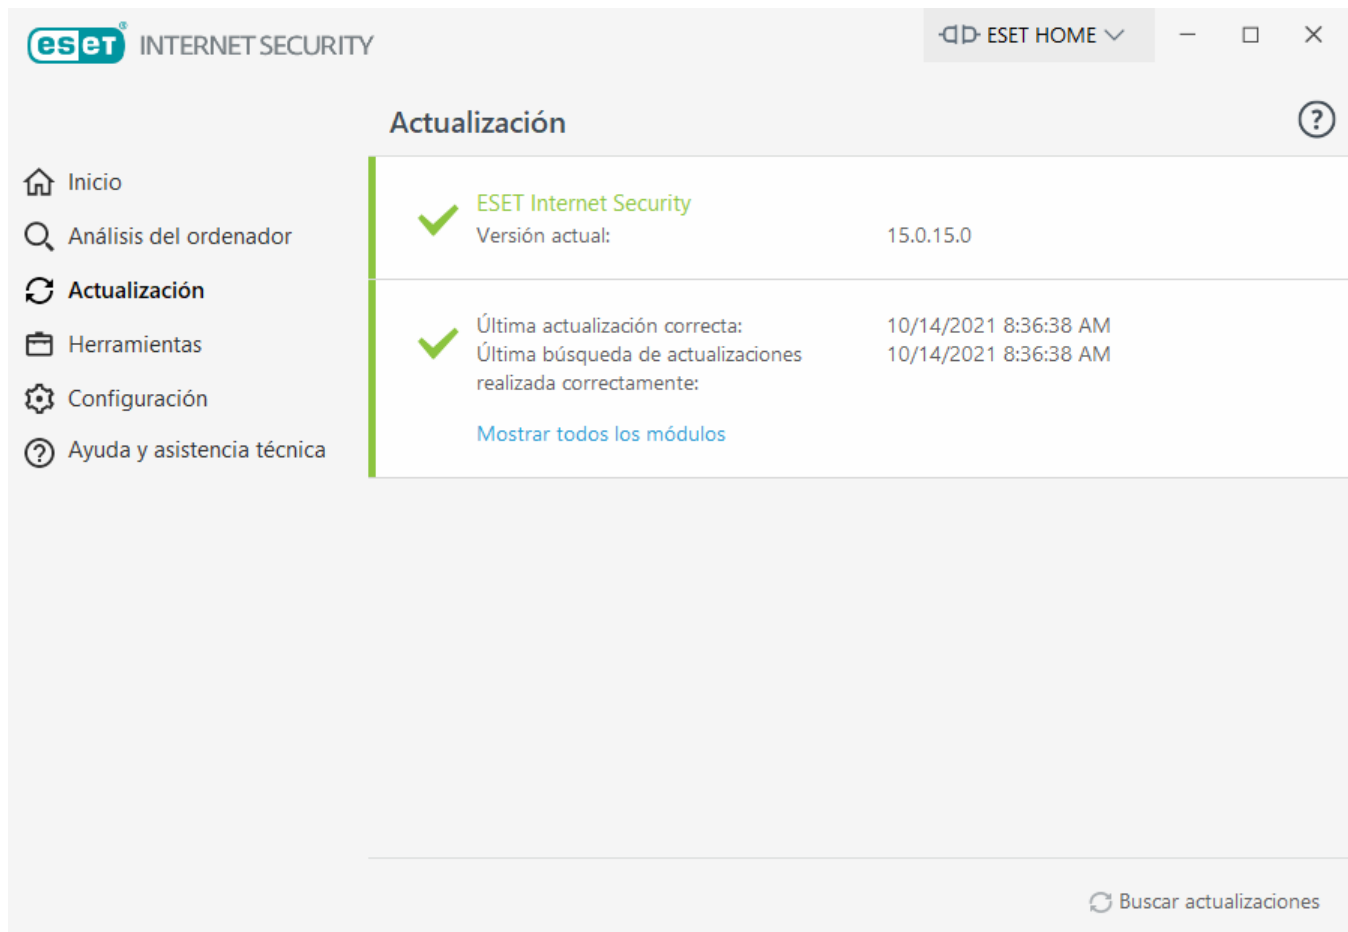 eset® INTERNET SECURITY
ESET HOME
Actualización
?
Inicio
Análisis del ordenador
Actualización
Herramientas
Configuración
Ayuda y asistencia técnica
ESET Internet Security
Versión actual: 15.0.15.0
Última actualización correcta: 10/14/2021 8:36:38 AM
Última búsqueda de actualizaciones 10/14/2021 8:36:38 AM
realizada correctamente:
Mostrar todos los módulos
Buscar actualizaciones